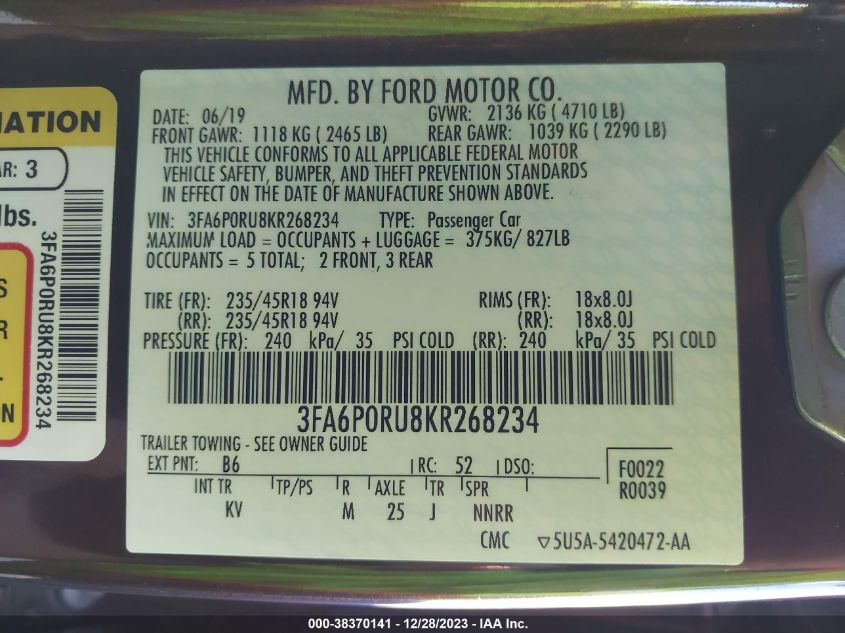 MFD. BY FORD MOTOR CO.
DATE: 06/19 GVWR: 2136 KG ( 4710 LB)
FRONT GAWR: 1118 KG ( 2465 LB) REAR GAWR: 1039 KG ( 2290 LB)
THIS VEHICLE CONFORMS TO ALL APPLICABLE FEDERAL MOTOR
VEHICLE SAFETY, BUMPER, AND THEFT PREVENTION STANDARDS
IN EFFECT ON THE DATE OF MANUFACTURE SHOWN ABOVE.
VIN: 3FA6P0RU8KR268234 TYPE: Passenger Car
MAXIMUM LOAD = OCCUPANTS + LUGGAGE = 375KG/ 827LB
OCCUPANTS = 5 TOTAL; 2 FRONT, 3 REAR
TIRE (FR): 235/45R18 94V RIMS (FR): 18x8.0J
(RR): 235/45R18 94V (RR): 18x8.0J
PRESSURE (FR): 240 kPa/ 35 PSI COLD (RR): 240 kPa/ 35 PSI COLD
3FA6P0RU8KR268234
TRAILER TOWING - SEE OWNER GUIDE
EXT PNT: B6 RC: 52 DSO: F0022
INT TR TP/PS R AXLE TR SPR R0039
KV M 25 J NNRR
CMC ▽5U5A-5420472-AA
MATION
AR: 3
lbs.
3FA6P0RU8KR268234
S
R
.
N
000-38370141 - 12/28/2023 - IAA Inc.